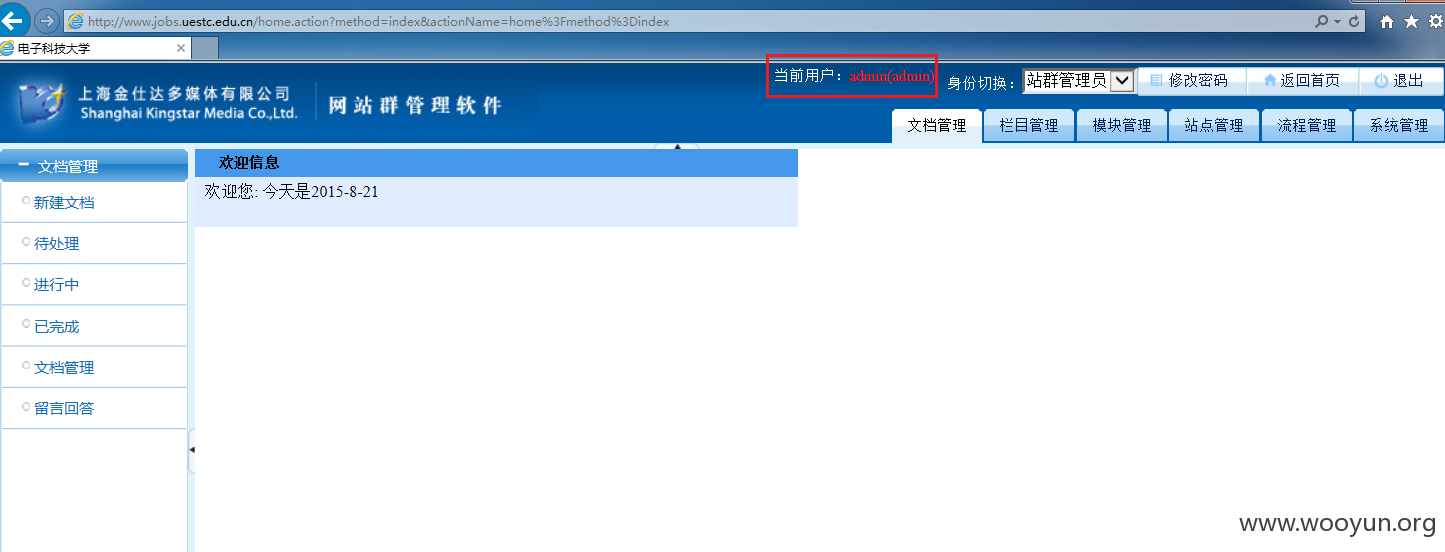 http://www.jobs.uestc.edu.cn/home.action?method=index&actionName=home%3Fmethod%3Dindex
电子科技大学
上海金仕达多媒体有限公司
Shanghai Kingstar Media Co.,Ltd.
网站群管理软件
当前用户：admin(admin)
身份切换：
站群管理员
修改密码
返回首页
退出
文档管理
栏目管理
模块管理
站点管理
流程管理
系统管理
文档管理
新建文档
待处理
进行中
已完成
文档管理
留言回答
欢迎信息
欢迎您: 今天是2015-8-21
www.wooyun.org